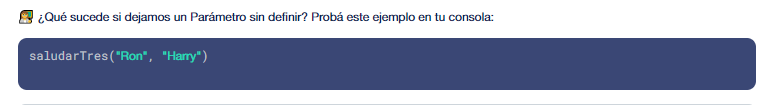 ¿Qué sucede si dejamos un Parámetro sin definir? Probá este ejemplo en tu consola:
saludarTres("Ron", "Harry")